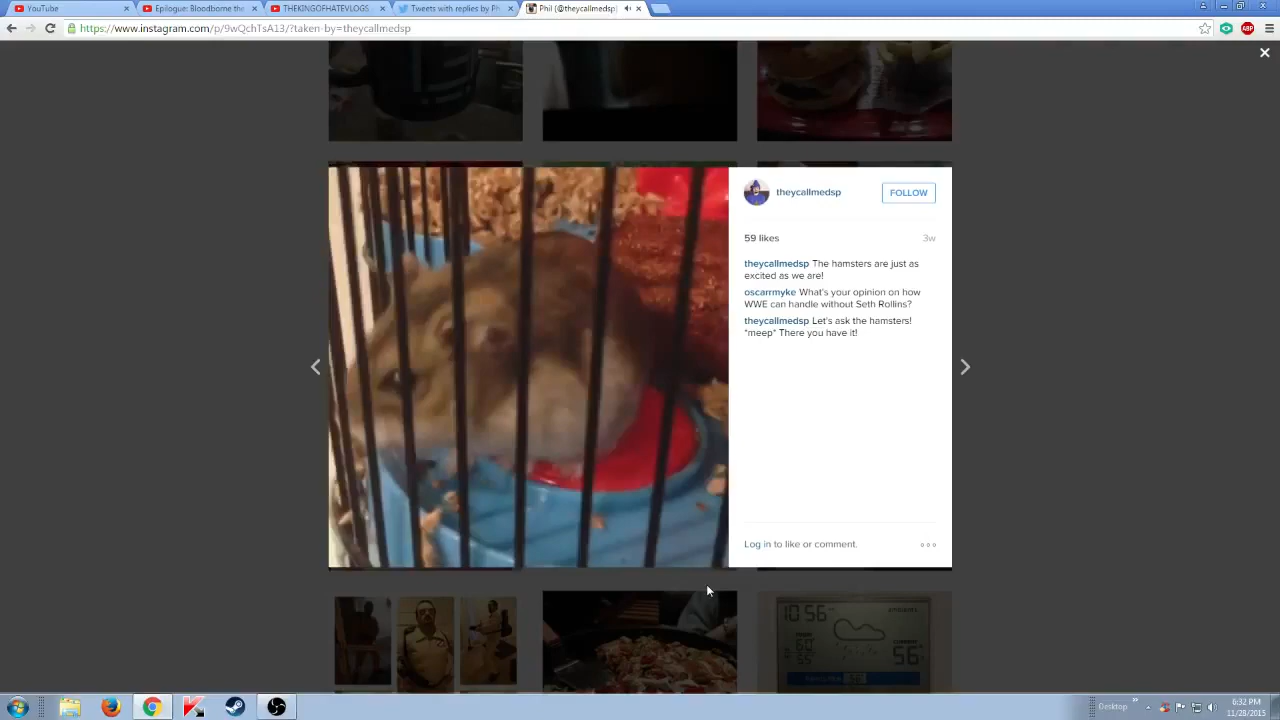 YouTube
Epilogue: Bloodborne the
THEKINGOFHATEVLOGS
Tweets with replies by Ph
Phil (@theycallmedsp)
https://www.instagram.com/p/9wQchTsA13/?taken-by=theycallmedsp
ABP
theycallmedsp
FOLLOW
59 likes
3w
theycallmedsp The hamsters are just as
excited as we are!
oscarrmyke What's your opinion on how
WWE can handle without Seth Rollins?
theycallmedsp Let's ask the hamsters!
*meep* There you have it!
Log in to like or comment.
10:56
56
Desktop
6:32 PM
11/28/2015